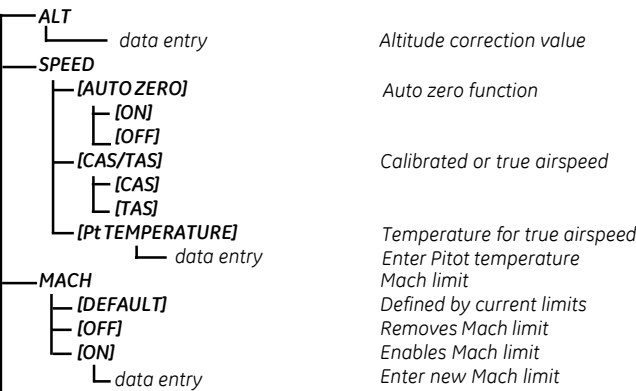 ALT
data entry Altitude correction value
SPEED
[AUTO ZERO] Auto zero function
[ON]
[OFF]
[CAS/TAS] Calibrated or true airspeed
[CAS]
[TAS]
[Pt TEMPERATURE] Temperature for true airspeed
data entry Enter Pitot temperature
MACH Mach limit
[DEFAULT] Defined by current limits
[OFF] Removes Mach limit
[ON] Enables Mach limit
data entry Enter new Mach limit